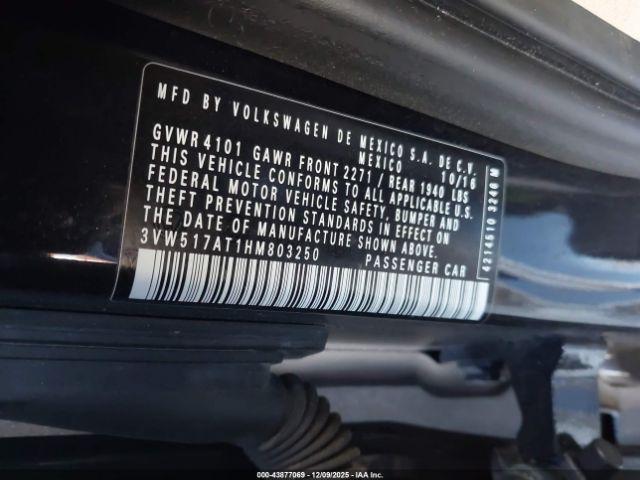 MFD BY VOLKSWAGEN DE MEXICO S.A. DE C.V.
MEXICO 10/16
GVWR 4101 GAWR FRONT 2271 / REAR 1940 LBS
THIS VEHICLE CONFORMS TO ALL APPLICABLE U.S.
FEDERAL MOTOR VEHICLE SAFETY, BUMPER AND
THEFT PREVENTION STANDARDS IN EFFECT ON
THE DATE OF MANUFACTURE SHOWN ABOVE.
3VW517AT1HM803250 PASSENGER CAR
4214610 3240 M
000-43877069 | 12/09/2025 | IAA Inc.